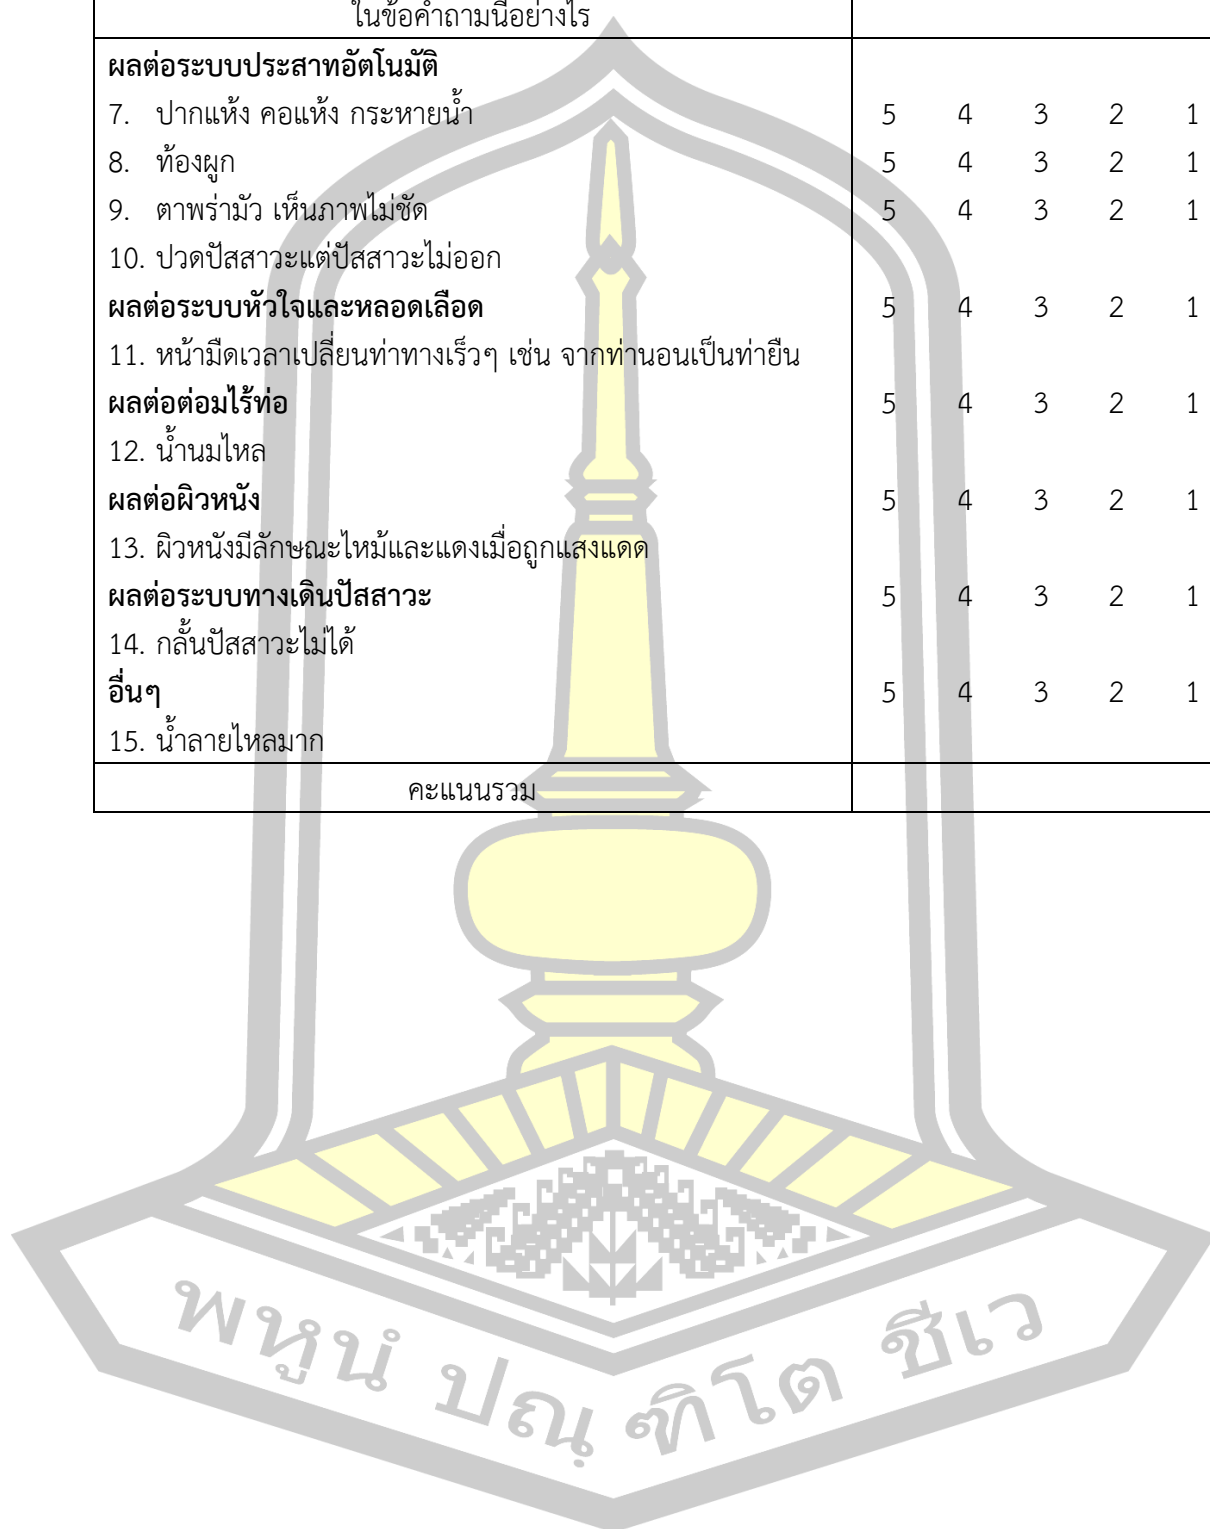 ในข้อคำถามนี้อย่างไร
ผลต่อระบบประสาทอัตโนมัติ
7. ปากแห้ง คอแห้ง กระหายน้ำ 5 4 3 2 1
8. ท้องผูก 5 4 3 2 1
9. ตาพร่ามัว เห็นภาพไม่ชัด 5 4 3 2 1
10. ปวดปัสสาวะแต่ปัสสาวะไม่ออก
ผลต่อระบบหัวใจและหลอดเลือด 5 4 3 2 1
11. หน้ามืดเวลาเปลี่ยนท่าทางเร็วๆ เช่น จากท่านอนเป็นท่ายืน
ผลต่อต่อมไร้ท่อ 5 4 3 2 1
12. น้ำนมไหล
ผลต่อผิวหนัง 5 4 3 2 1
13. ผิวหนังมีลักษณะไหม้และแดงเมื่อถูกแสงแดด
ผลต่อระบบทางเดินปัสสาวะ 5 4 3 2 1
14. กลั้นปัสสาวะไม่ได้
อื่นๆ 5 4 3 2 1
15. น้ำลายไหลมาก
คะแนนรวม
พหูนํ ปณฺฑิโต ชีเว